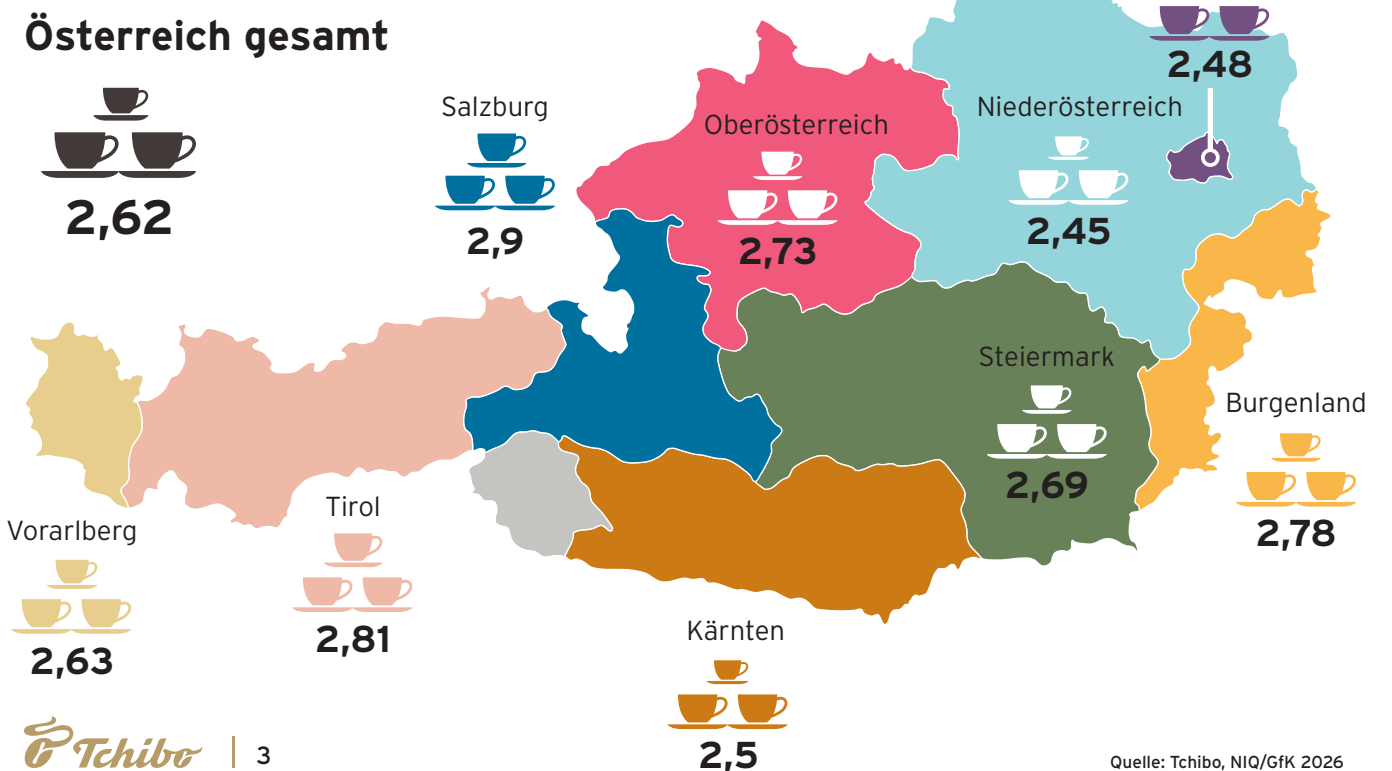 Österreich gesamt
2,62
2,48
Salzburg
2,9
Oberösterreich
2,73
Niederösterreich
2,45
Steiermark
2,69
Burgenland
2,78
Vorarlberg
2,63
Tirol
2,81
Kärnten
2,5
Tchibo
3
Quelle: Tchibo, NIQ/GfK 2026